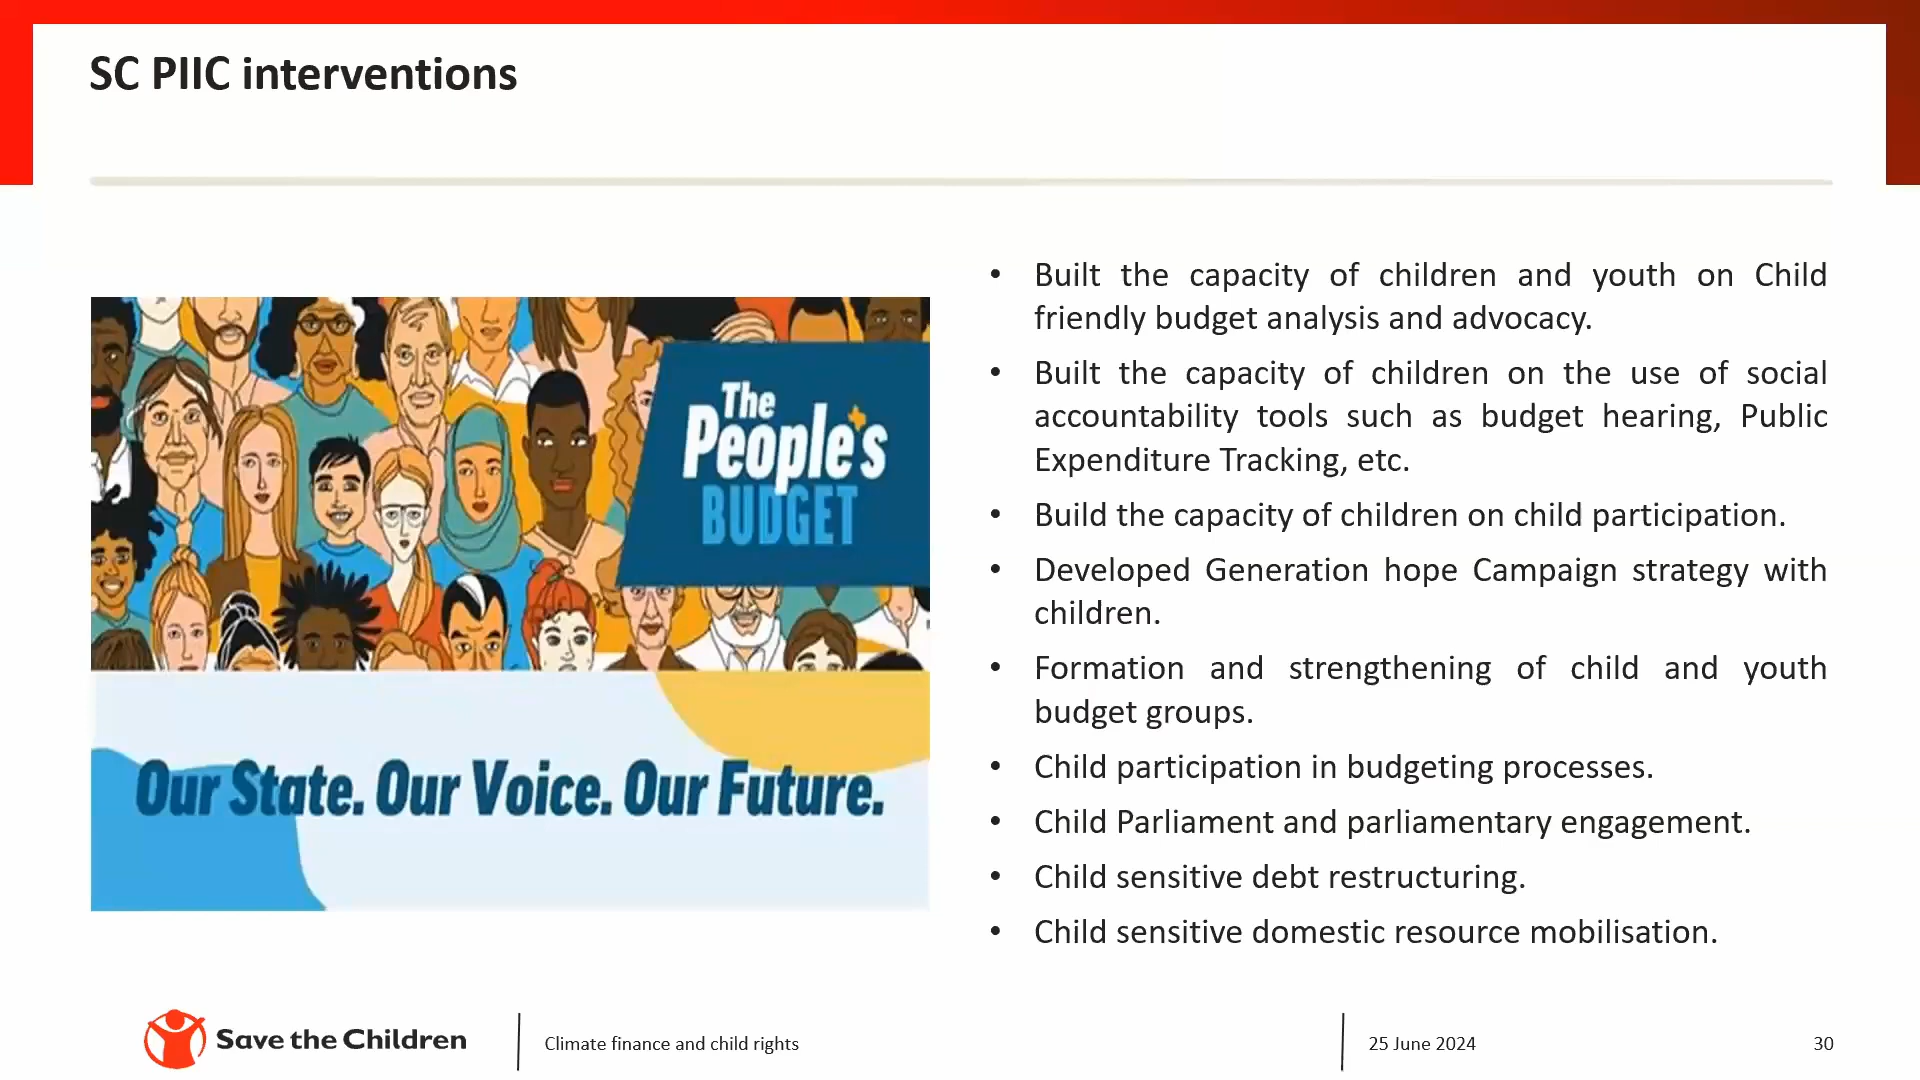 SC PIIC interventions
The
People's
BUDGET
Our State. Our Voice. Our Future.
• Built the capacity of children and youth on Child
friendly budget analysis and advocacy.
• Built the capacity of children on the use of social
accountability tools such as budget hearing, Public
Expenditure Tracking, etc.
• Build the capacity of children on child participation.
• Developed Generation hope Campaign strategy with
children.
• Formation and strengthening of child and youth
budget groups.
• Child participation in budgeting processes.
• Child Parliament and parliamentary engagement.
• Child sensitive debt restructuring.
• Child sensitive domestic resource mobilisation.
Save the Children
Climate finance and child rights
25 June 2024
30